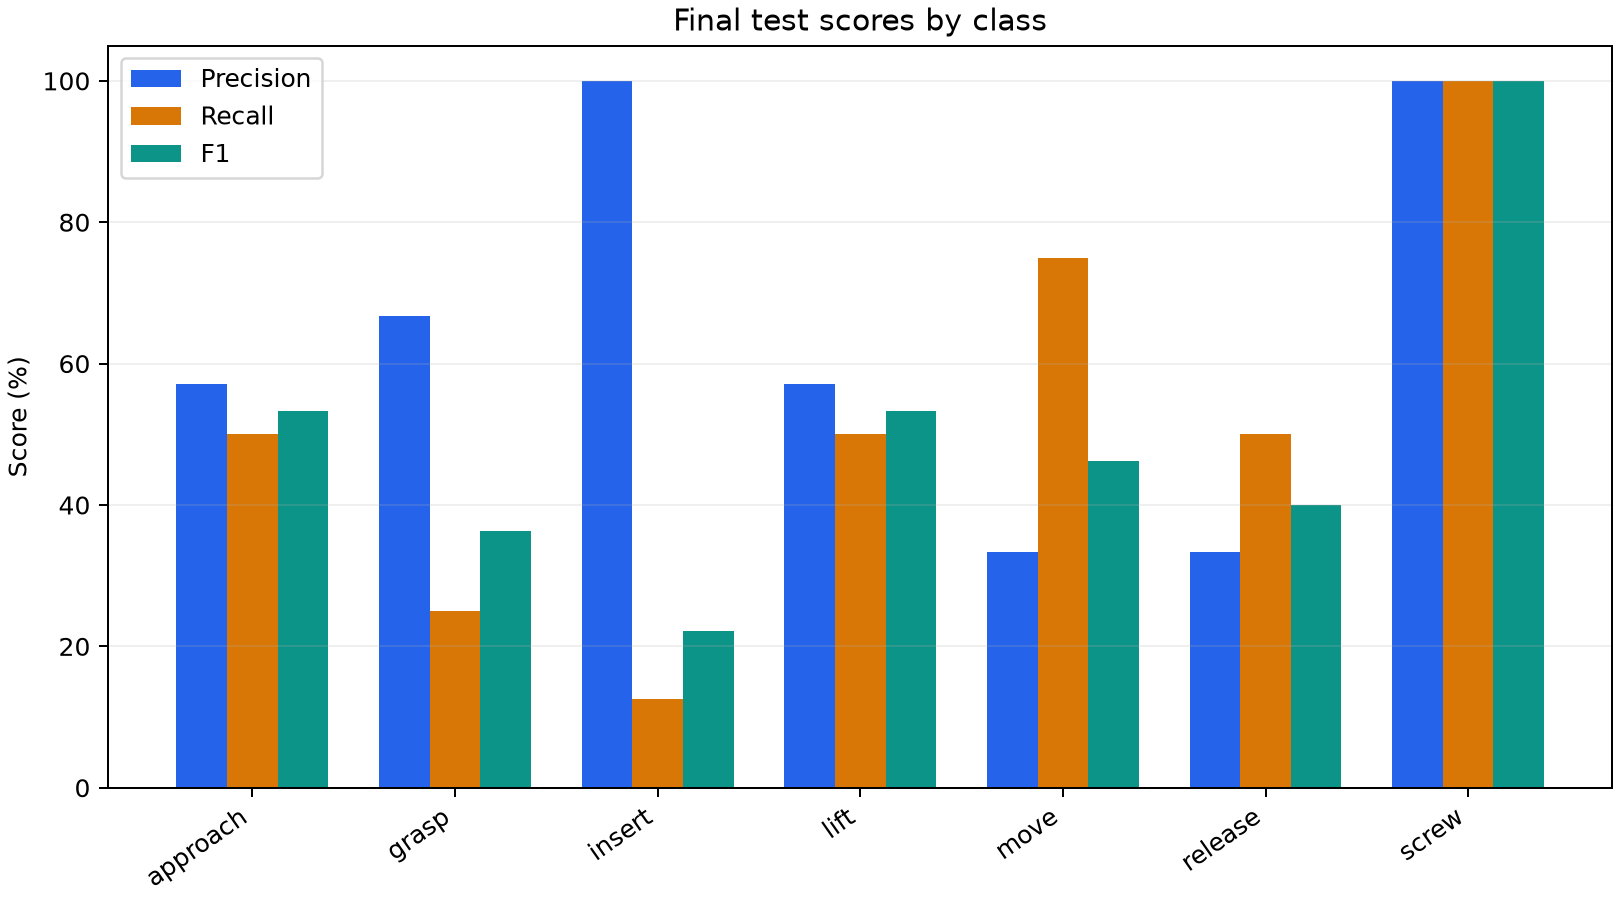 Final test scores by class
Precision
Recall
F1
Score (%)
100
80
60
40
20
0
approach
grasp
insert
lift
move
release
screw